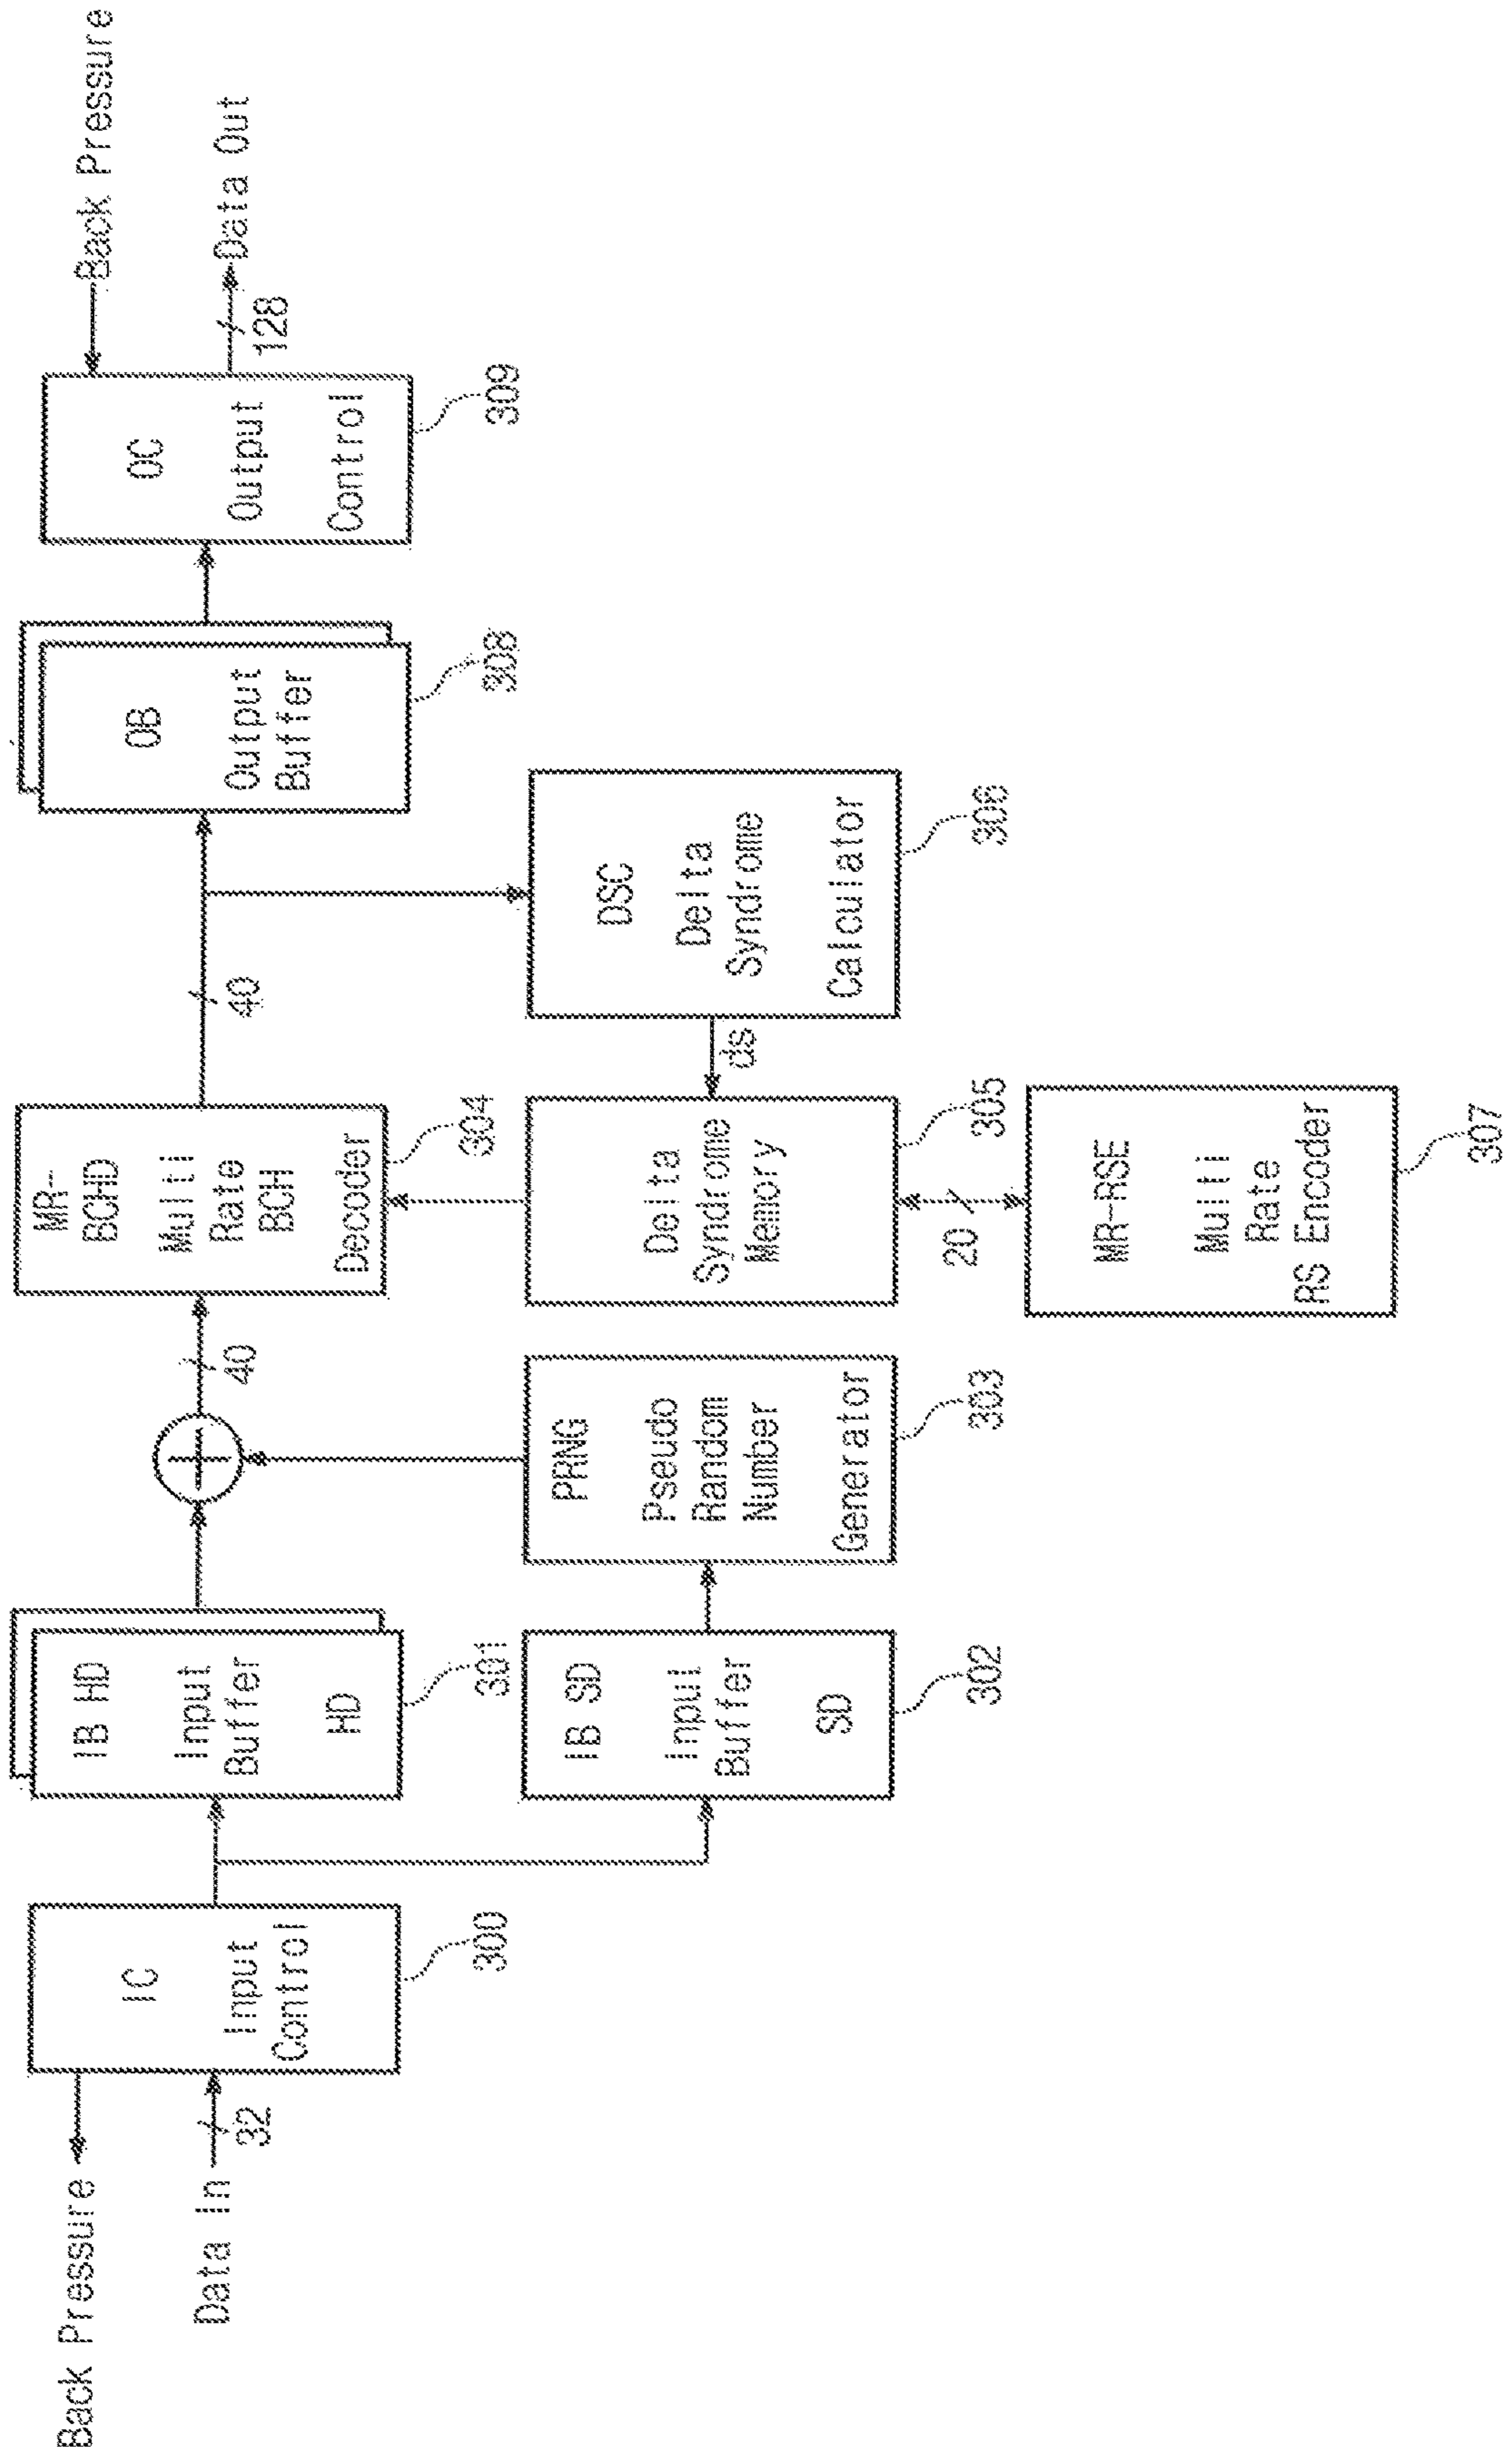 Back Pressure
Data In
32
IC
Input
Control
300
IB HD
Input
Buffer
HD
301
IB SD
Input
Buffer
SD
302
PRNG
Pseudo
Random
Number
Generator
303
40
MR-
BCHD
Multi
Rate
BCH
Decoder
304
Delta
Syndrome
Memory
305
20
MR-RSE
Multi
Rate
RS Encoder
307
ds
DSC
Delta
Syndrome
Calculator
306
40
OB
Output
Buffer
308
OC
Output
Control
309
Back Pressure
128
Data Out